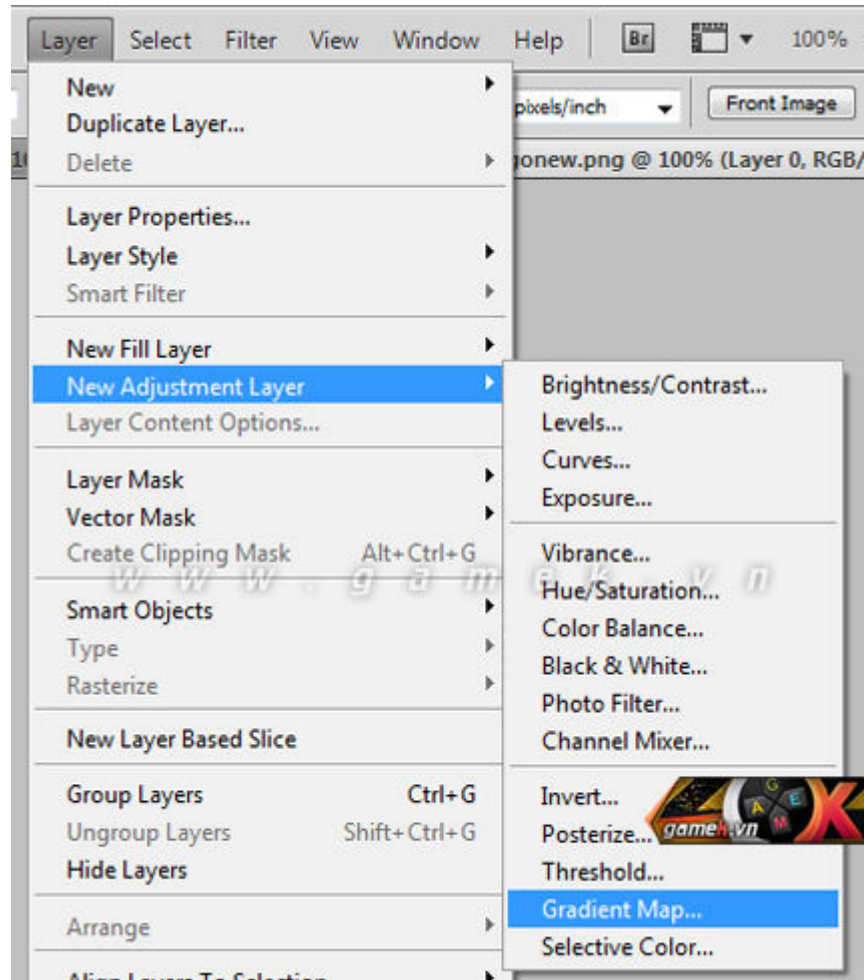 Layer Select Filter View Window Help Br 100%
pixels/inch Front Image
gonew.png @ 100% (Layer 0, RGB/
New
Duplicate Layer...
Delete
Layer Properties...
Layer Style
Smart Filter
New Fill Layer
New Adjustment Layer
Layer Content Options...
Layer Mask
Vector Mask
Create Clipping Mask Alt+Ctrl+G
Smart Objects
Type
Rasterize
New Layer Based Slice
Group Layers Ctrl+G
Ungroup Layers Shift+Ctrl+G
Hide Layers
Arrange
Align Layers To Selection
Brightness/Contrast...
Levels...
Curves...
Exposure...
Vibrance...
Hue/Saturation...
Color Balance...
Black & White...
Photo Filter...
Channel Mixer...
Invert...
Posterize...
Threshold...
Gradient Map...
Selective Color...
www.gamek.vn
gamek.vn
G A M E K